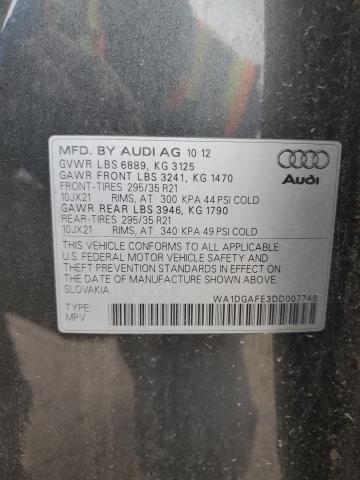 MFD. BY AUDI AG 10 12
GVWR LBS 6889, KG 3125
GAWR FRONT LBS 3241, KG 1470
FRONT-TIRES 295/35 R21
10JX21 RIMS, AT 300 KPA 44 PSI COLD
GAWR REAR LBS 3946, KG 1790
REAR-TIRES 295/35 R21
10JX21 RIMS, AT 340 KPA 49 PSI COLD
Audi
THIS VEHICLE CONFORMS TO ALL APPLICABLE
U.S. FEDERAL MOTOR VEHICLE SAFETY AND
THEFT PREVENTION STANDARDS IN EFFECT ON
THE DATE OF MANUFACTURE SHOWN ABOVE.
SLOVAKIA
WA1DGAFE3DD007748
TYPE:
MPV